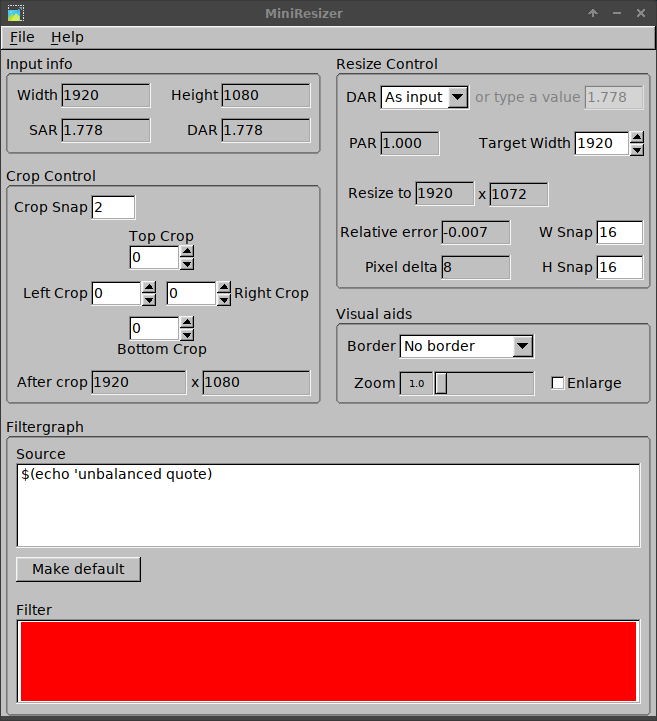 MiniResizer
File Help
Input info
Width 1920 Height 1080
SAR 1.778 DAR 1.778
Crop Control
Crop Snap 2
Top Crop
0
Left Crop 0 0 Right Crop
0
Bottom Crop
After crop 1920 x 1080
Resize Control
DAR As input or type a value 1.778
PAR 1.000 Target Width 1920
Resize to 1920 x 1072
Relative error -0.007 W Snap 16
Pixel delta 8 H Snap 16
Visual aids
Border No border
Zoom 1.0 Enlarge
Filtergraph
Source
$(echo 'unbalanced quote)
Make default
Filter